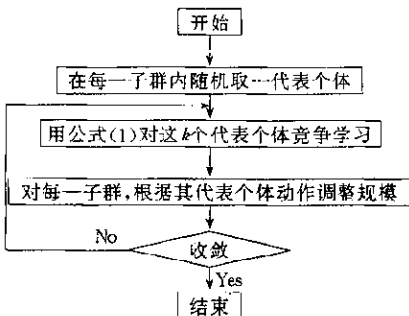 开始
在每一子群内随机取一代表个体
用公式(1)对这k个代表个体竞争学习
对每一子群,根据其代表个体动作调整规模
No
收敛
Yes
结束